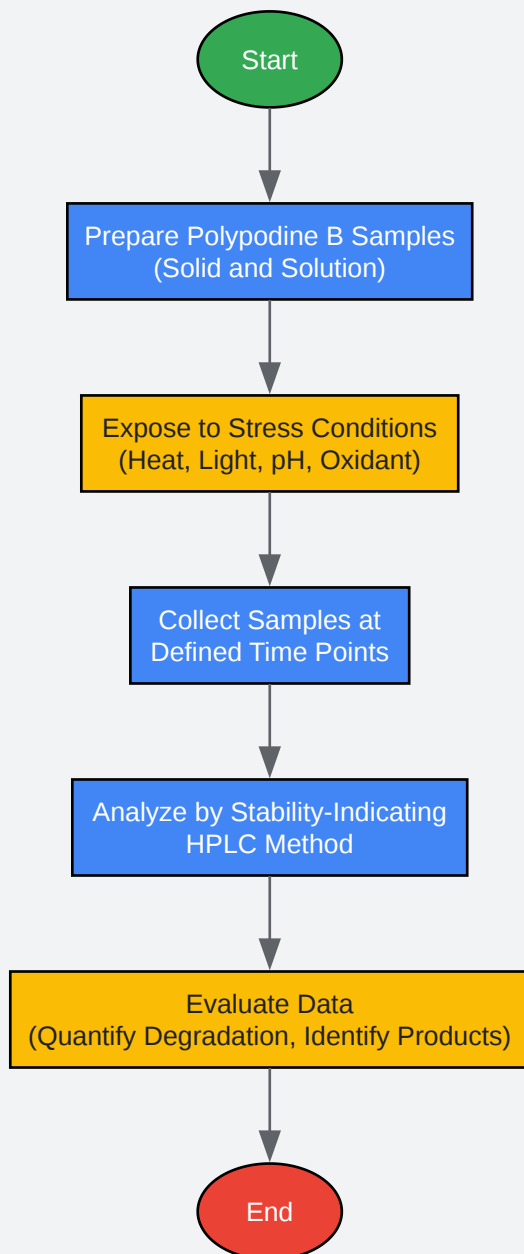 Start
Prepare Polypodine B Samples
(Solid and Solution)
Expose to Stress Conditions
(Heat, Light, pH, Oxidant)
Collect Samples at
Defined Time Points
Analyze by Stability-Indicating
HPLC Method
Evaluate Data
(Quantify Degradation, Identify Products)
End